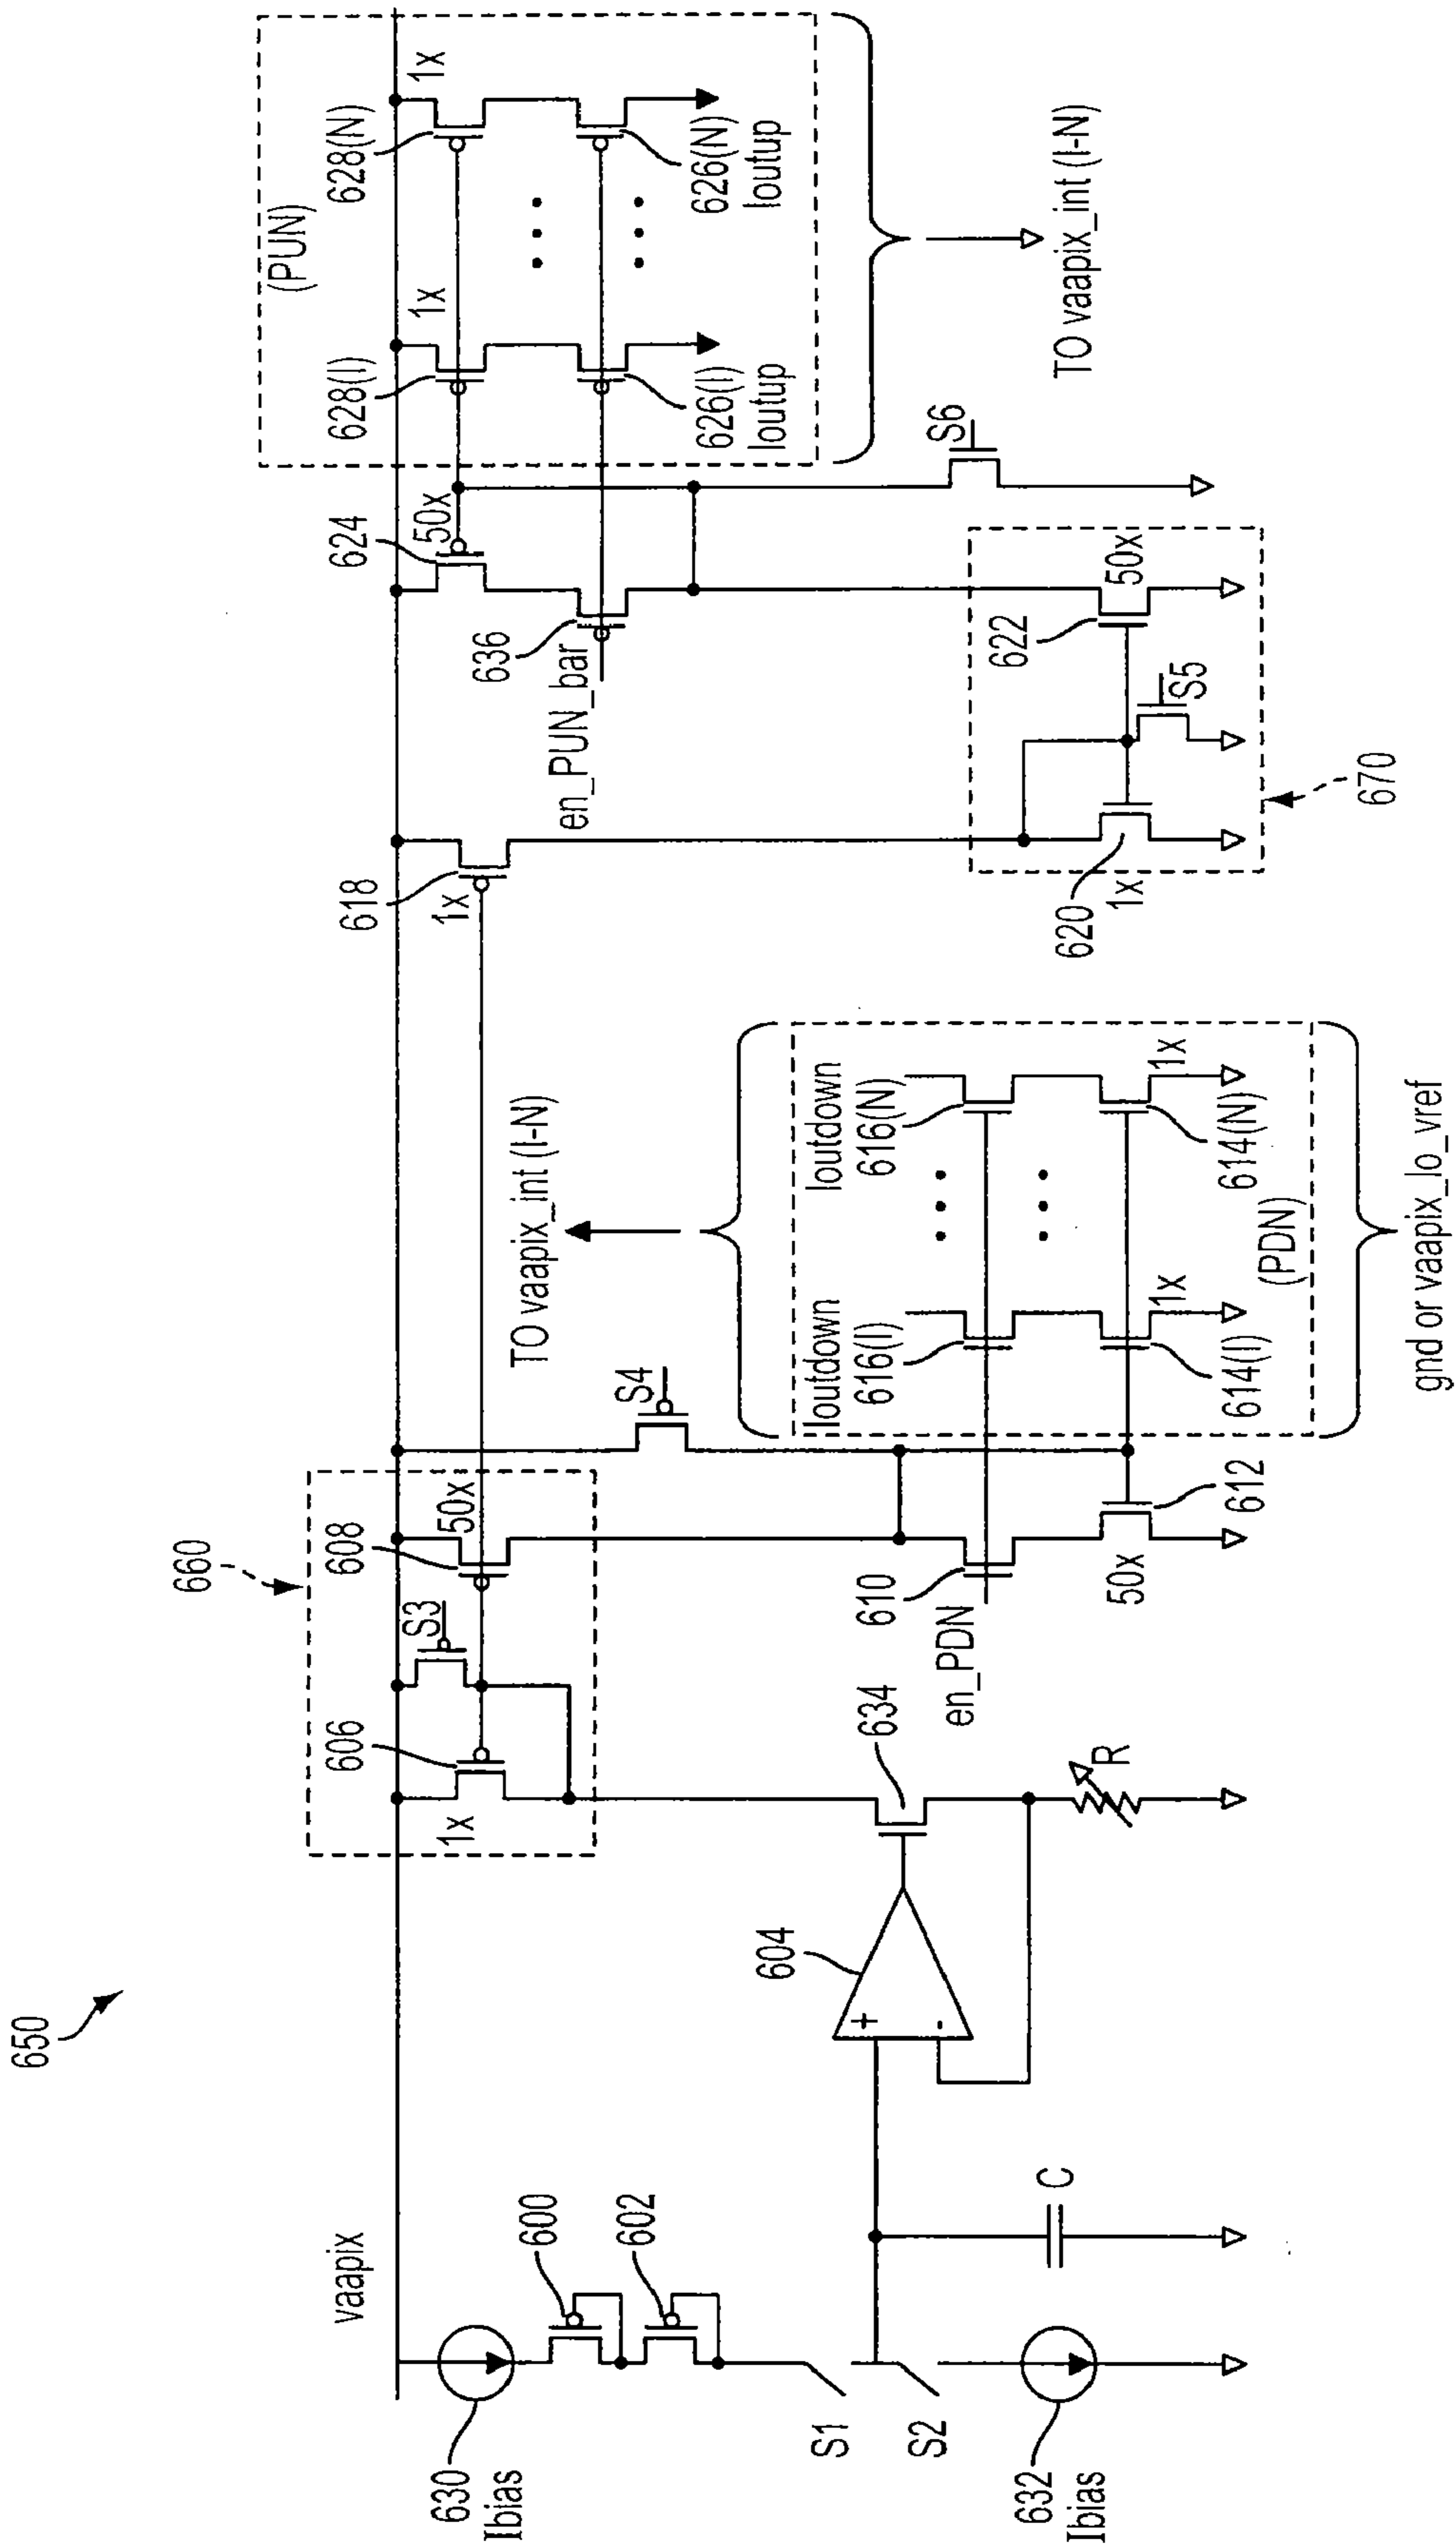 650
vaapix
630
Ibias
600
602
S1
S2
632
Ibias
C
604
+
-
660
606
1x
S3
608
50x
634
R
S4
610
en_PDN
50x
612
TO vaapix_int (I-N)
Ioutdown
616(I)
Ioutdown
616(N)
614(I)
1x
614(N)
1x
(PDN)
gnd or vaapix_lo_vref
618
1x
620
1x
622
50x
S5
670
624
50x
636
en_PUN_bar
S6
(PUN)
628(I)
1x
628(N)
1x
626(I)
Ioutup
626(N)
Ioutup
TO vaapix_int (I-N)